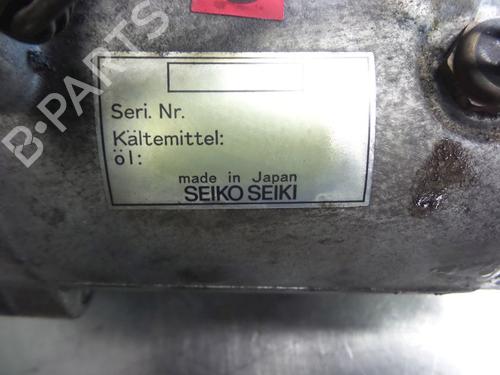 B-PARTS
Seri. Nr.
Kältemittel:
öl:
made in Japan
SEIKO SEIKI